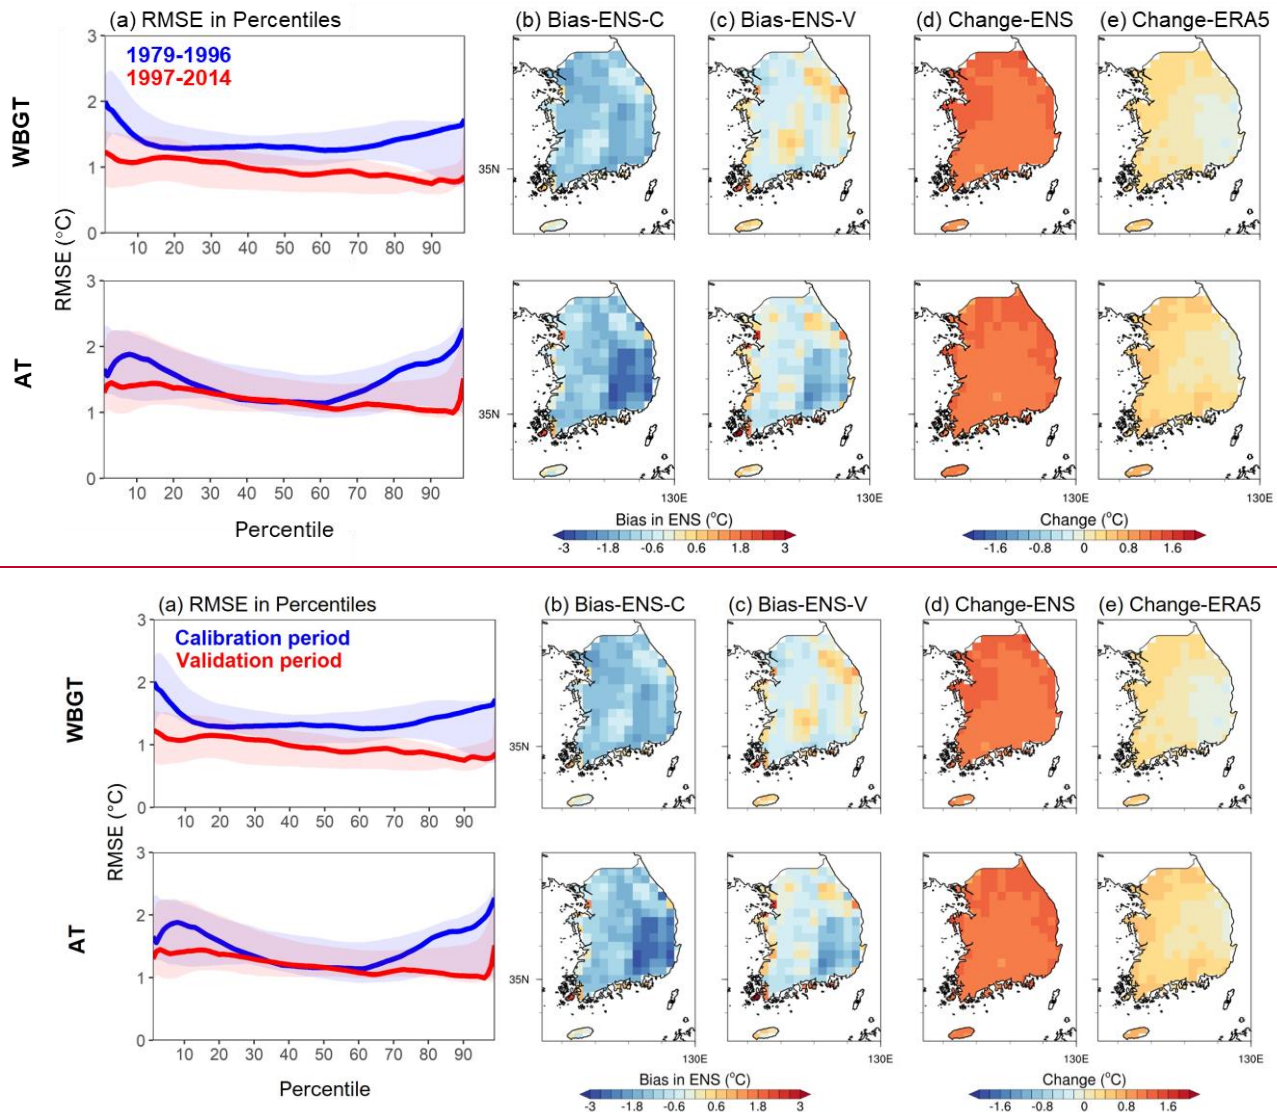 (a) RMSE in Percentiles (b) Bias-ENS-C (c) Bias-ENS-V (d) Change-ENS (e) Change-ERA5
1979-1996
1997-2014
WBGT
3
2
1
0
10 20 30 40 50 60 70 80 90
35N
130E 130E
RMSE (°C)
AT
3
2
1
0
10 20 30 40 50 60 70 80 90
Percentile
35N
130E 130E
Bias in ENS (°C)
-3 -1.8 -0.6 0.6 1.8 3
Change (°C)
-1.6 -0.8 0 0.8 1.6
(a) RMSE in Percentiles (b) Bias-ENS-C (c) Bias-ENS-V (d) Change-ENS (e) Change-ERA5
Calibration period
Validation period
WBGT
3
2
1
0
10 20 30 40 50 60 70 80 90
35N
RMSE (°C)
AT
3
2
1
0
10 20 30 40 50 60 70 80 90
Percentile
35N
130E 130E
Bias in ENS (°C)
-3 -1.8 -0.6 0.6 1.8 3
Change (°C)
-1.6 -0.8 0 0.8 1.6